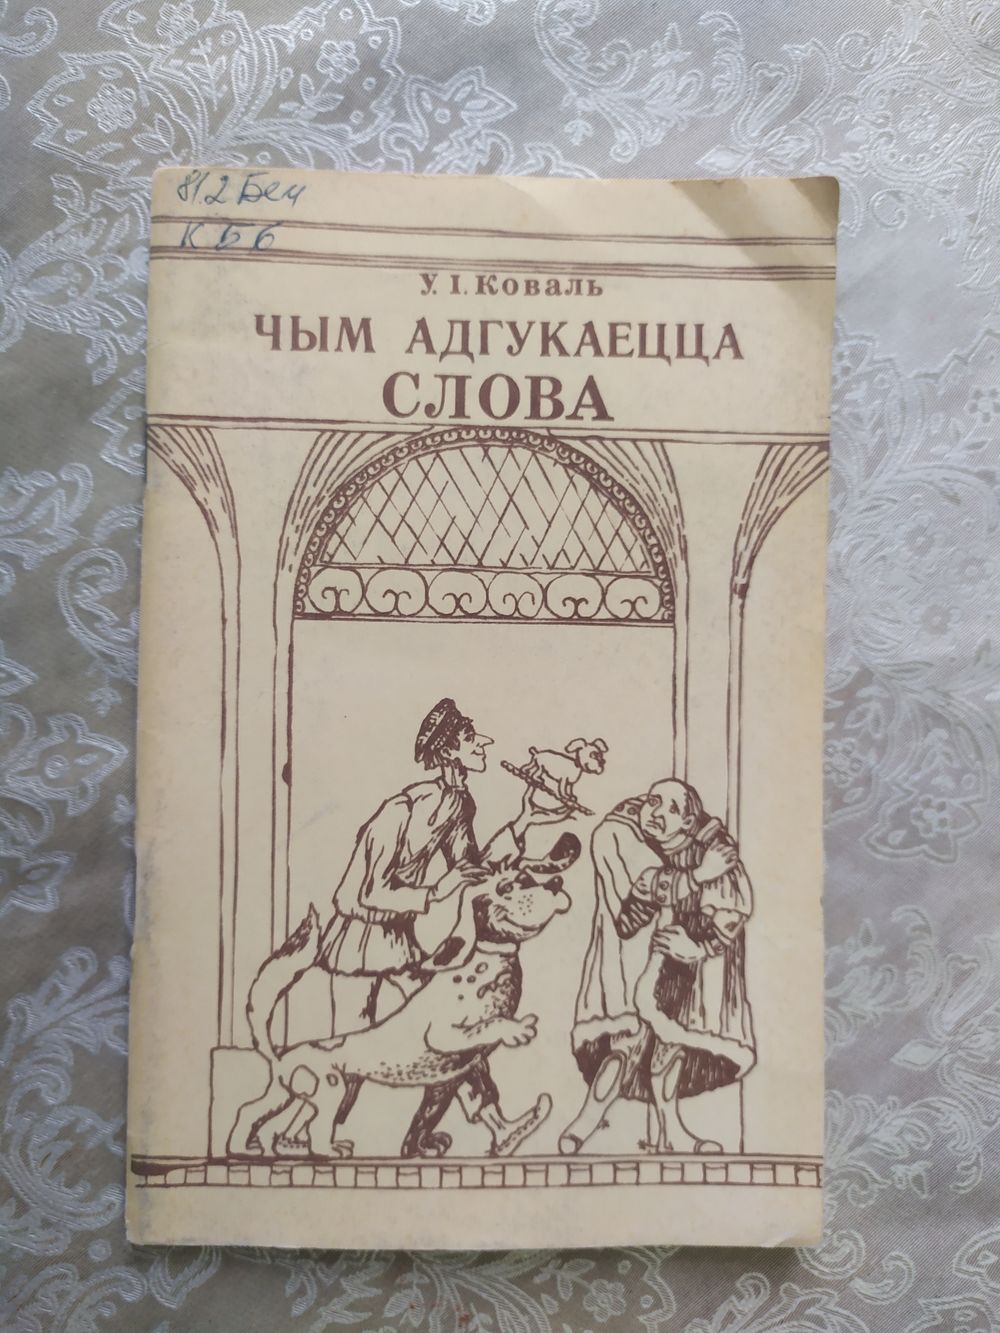 81.2 Бел
К 56
У. І. Коваль
ЧЫМ АДГУКАЕЦЦА
СЛОВА